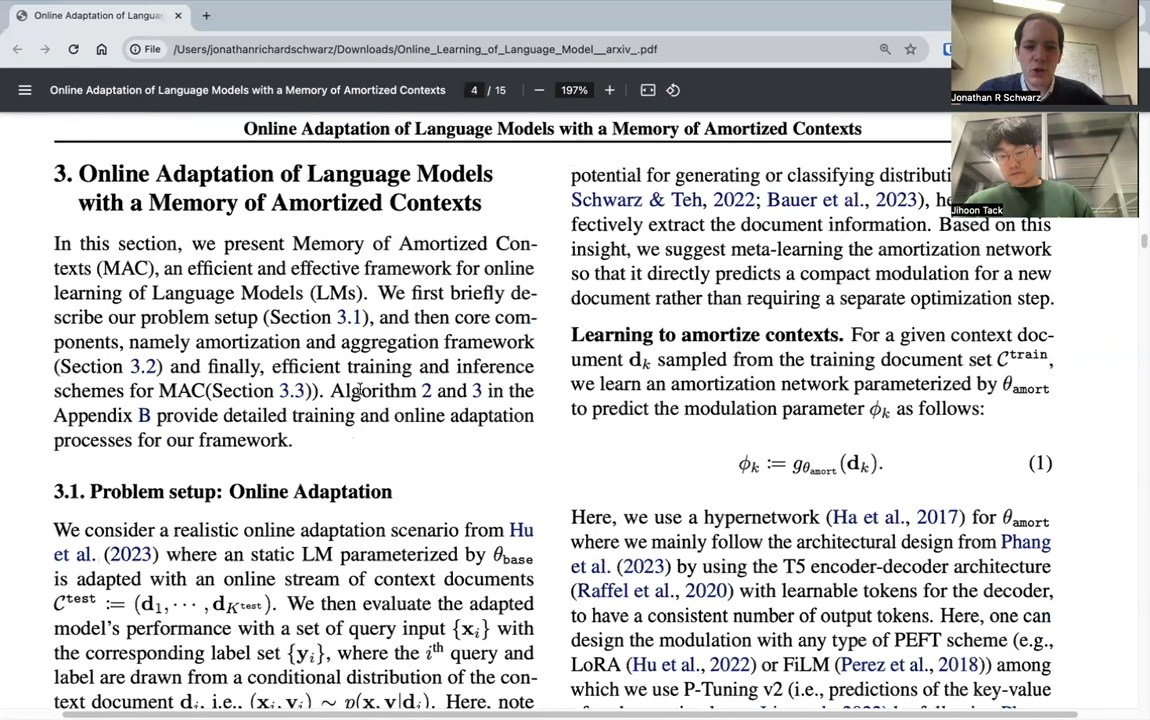 Online Adaptation of Langua
File /Users/jonathanrichardschwarz/Downloads/Online_Learning_of_Language_Model__arxiv_.pdf
Online Adaptation of Language Models with a Memory of Amortized Contexts 4 / 15 197%
Jonathan R Schwarz
Jihoon Tack
Online Adaptation of Language Models with a Memory of Amortized Contexts
3. Online Adaptation of Language Models
with a Memory of Amortized Contexts
In this section, we present Memory of Amortized Con-
texts (MAC), an efficient and effective framework for online
learning of Language Models (LMs). We first briefly de-
scribe our problem setup (Section 3.1), and then core com-
ponents, namely amortization and aggregation framework
(Section 3.2) and finally, efficient training and inference
schemes for MAC(Section 3.3)). Algorithm 2 and 3 in the
Appendix B provide detailed training and online adaptation
processes for our framework.
3.1. Problem setup: Online Adaptation
We consider a realistic online adaptation scenario from Hu
et al. (2023) where an static LM parameterized by θbase
is adapted with an online stream of context documents
𝒞test := (d1, · · · , dKtest). We then evaluate the adapted
model's performance with a set of query input {xi} with
the corresponding label set {yi}, where the ith query and
label are drawn from a conditional distribution of the con-
text document di, i.e., (xi, yi) ∼ p(x, y|di). Here, note
potential for generating or classifying distributi
Schwarz & Teh, 2022; Bauer et al., 2023), he
fectively extract the document information. Based on this
insight, we suggest meta-learning the amortization network
so that it directly predicts a compact modulation for a new
document rather than requiring a separate optimization step.
Learning to amortize contexts. For a given context doc-
ument dk sampled from the training document set 𝒞train,
we learn an amortization network parameterized by θamort
to predict the modulation parameter ϕk as follows:
ϕk := gθamort(dk). (1)
Here, we use a hypernetwork (Ha et al., 2017) for θamort
where we mainly follow the architectural design from Phang
et al. (2023) by using the T5 encoder-decoder architecture
(Raffel et al., 2020) with learnable tokens for the decoder,
to have a consistent number of output tokens. Here, one can
design the modulation with any type of PEFT scheme (e.g.,
LoRA (Hu et al., 2022) or FiLM (Perez et al., 2018)) among
which we use P-Tuning v2 (i.e., predictions of the key-value